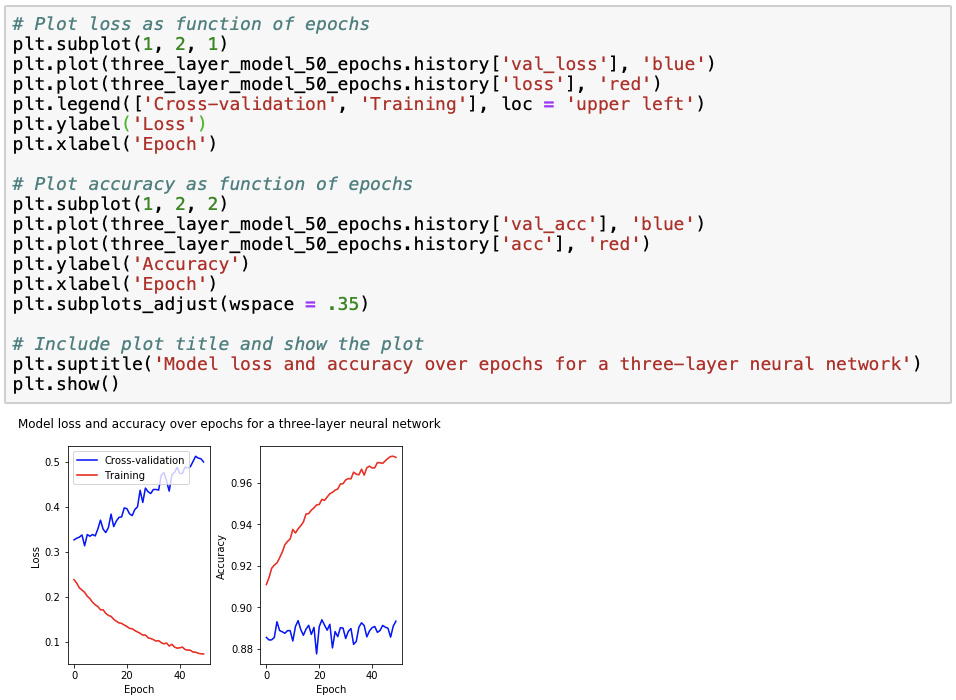 # Plot loss as function of epochs
plt.subplot(1, 2, 1)
plt.plot(three_layer_model_50_epochs.history['val_loss'], 'blue')
plt.plot(three_layer_model_50_epochs.history['loss'], 'red')
plt.legend(['Cross-validation', 'Training'], loc = 'upper left')
plt.ylabel('Loss')
plt.xlabel('Epoch')
# Plot accuracy as function of epochs
plt.subplot(1, 2, 2)
plt.plot(three_layer_model_50_epochs.history['val_acc'], 'blue')
plt.plot(three_layer_model_50_epochs.history['acc'], 'red')
plt.ylabel('Accuracy')
plt.xlabel('Epoch')
plt.subplots_adjust(wspace = .35)
# Include plot title and show the plot
plt.suptitle('Model loss and accuracy over epochs for a three-layer neural network')
plt.show()
Model loss and accuracy over epochs for a three-layer neural network
Cross-validation
Training
0.5
0.4
0.3
0.2
0.1
Loss
0 20 40
Epoch
0.96
0.94
0.92
0.90
0.88
Accuracy
0 20 40
Epoch